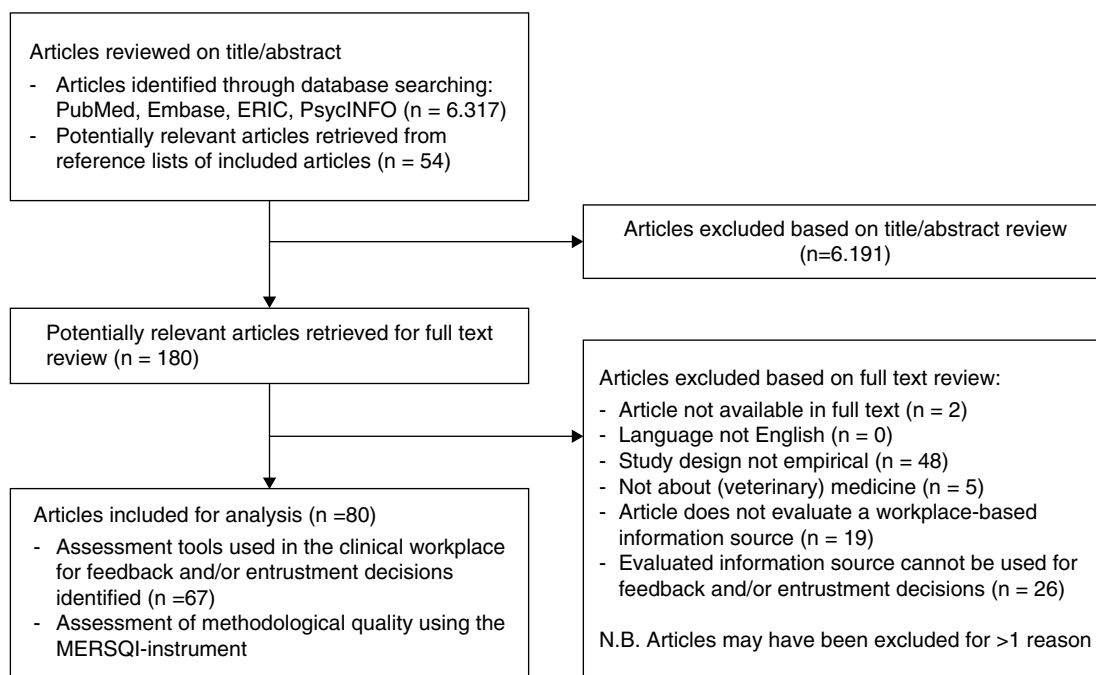 Articles reviewed on title/abstract
- Articles identified through database searching:
PubMed, Embase, ERIC, PsycINFO (n = 6.317)
- Potentially relevant articles retrieved from
reference lists of included articles (n = 54)
Articles excluded based on title/abstract review
(n=6.191)
Potentially relevant articles retrieved for full text
review (n = 180)
Articles excluded based on full text review:
- Article not available in full text (n = 2)
- Language not English (n = 0)
- Study design not empirical (n = 48)
- Not about (veterinary) medicine (n = 5)
- Article does not evaluate a workplace-based
information source (n = 19)
- Evaluated information source cannot be used for
feedback and/or entrustment decisions (n = 26)
N.B. Articles may have been excluded for >1 reason
Articles included for analysis (n =80)
- Assessment tools used in the clinical workplace
for feedback and/or entrustment decisions
identified (n =67)
- Assessment of methodological quality using the
MERSQI-instrument